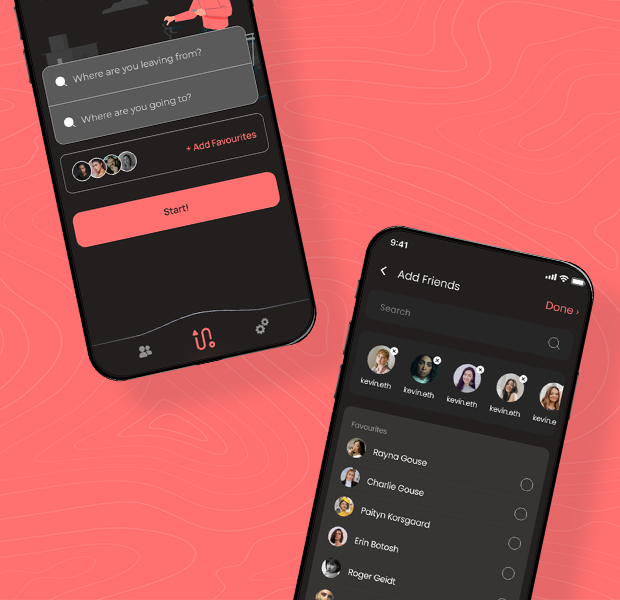 Where are you leaving from?
Where are you going to?
+ Add Favourites
Start!
9:41
Add Friends
Done ›
Search
kevin.eth
kevin.eth
kevin.eth
kevin.eth
kevin.e
Favourites
Rayna Gouse
Charlie Gouse
Paityn Korsgaard
Erin Botosh
Roger Geidt